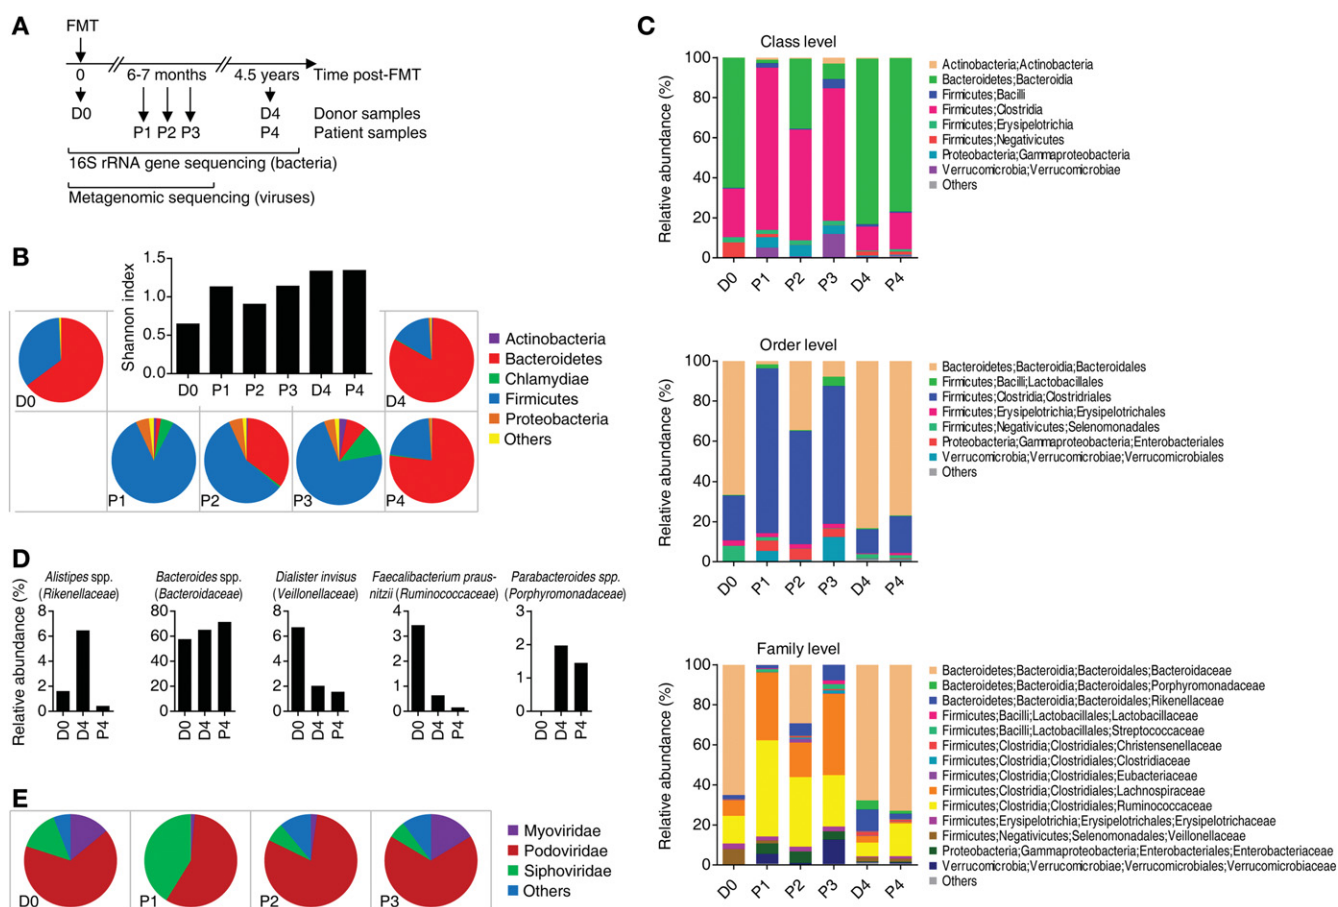 A
FMT
0 6-7 months 4.5 years Time post-FMT
D0 D4 Donor samples
P1 P2 P3 P4 Patient samples
16S rRNA gene sequencing (bacteria)
Metagenomic sequencing (viruses)
B
Shannon index
1.5
1.0
0.5
0.0
D0 P1 P2 P3 D4 P4
D0
D4
P1
P2
P3
P4
Actinobacteria
Bacteroidetes
Chlamydiae
Firmicutes
Proteobacteria
Others
C
Class level
Relative abundance (%)
100
80
60
40
20
0
D0 P1 P2 P3 D4 P4
Actinobacteria;Actinobacteria
Bacteroidetes;Bacteroidia
Firmicutes;Bacilli
Firmicutes;Clostridia
Firmicutes;Erysipelotrichia
Firmicutes;Negativicutes
Proteobacteria;Gammaproteobacteria
Verrucomicrobia;Verrucomicrobiae
Others
Order level
Relative abundance (%)
100
80
60
40
20
0
D0 P1 P2 P3 D4 P4
Bacteroidetes;Bacteroidia;Bacteroidales
Firmicutes;Bacilli;Lactobacillales
Firmicutes;Clostridia;Clostridriales
Firmicutes;Erysipelotrichia;Erysipelotrichales
Firmicutes;Negativicutes;Selenomonadales
Proteobacteria;Gammaproteobacteria;Enterobacteriales
Verrucomicrobia;Verrucomicrobiae;Verrucomicrobiales
Others
Family level
Relative abundance (%)
100
80
60
40
20
0
D0 P1 P2 P3 D4 P4
Bacteroidetes;Bacteroidia;Bacteroidales;Bacteroidaceae
Bacteroidetes;Bacteroidia;Bacteroidales;Porphyromonadaceae
Bacteroidetes;Bacteroidia;Bacteroidales;Rikenellaceae
Firmicutes;Bacilli;Lactobacillales;Lactobacillaceae
Firmicutes;Bacilli;Lactobacillales;Streptococcaceae
Firmicutes;Clostridia;Clostridiales;Christensenellaceae
Firmicutes;Clostridia;Clostridiales;Clostridiaceae
Firmicutes;Clostridia;Clostridiales;Eubacteriaceae
Firmicutes;Clostridia;Clostridiales;Lachnospiraceae
Firmicutes;Clostridia;Clostridiales;Ruminococcaceae
Firmicutes;Erysipelotrichia;Erysipelotrichales;Erysipelotrichaceae
Firmicutes;Negativicutes;Selenomonadales;Veillonellaceae
Proteobacteria;Gammaproteobacteria;Enterobacteriales;Enterobacteriaceae
Verrucomicrobia;Verrucomicrobiae;Verrucomicrobiales;Verrucomicrobiaceae
Others
D
Relative abundance (%)
Alistipes spp.
(Rikenellaceae)
8
6
4
2
0
D0 D4 P4
Bacteroides spp.
(Bacteroidaceae)
80
60
40
20
0
D0 D4 P4
Dialister invisus
(Veillonellaceae)
8
6
4
2
0
D0 D4 P4
Faecalibacterium praus-
nitzii (Ruminococcaceae)
4
3
2
1
0
D0 D4 P4
Parabacteroides spp.
(Porphyromonadaceae)
3
2
1
0
D0 D4 P4
E
D0
P1
P2
P3
Myoviridae
Podoviridae
Siphoviridae
Others